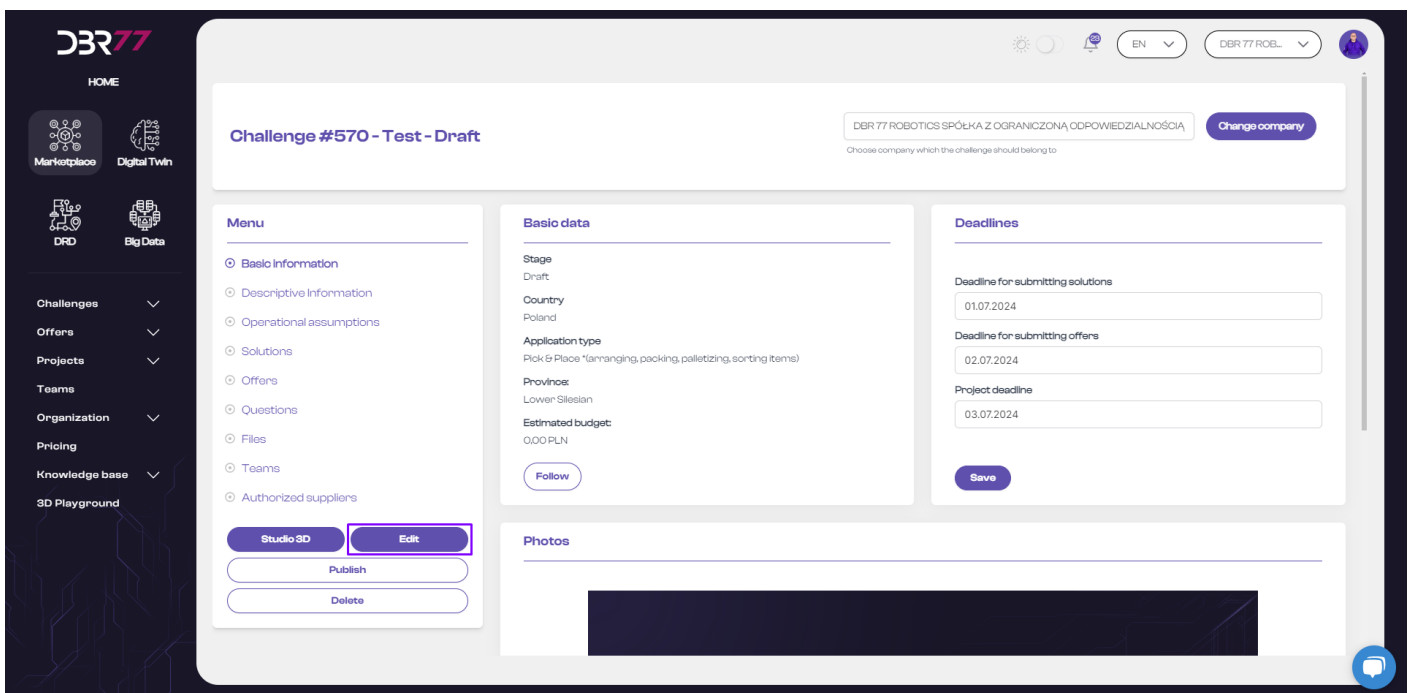 DBR77
HOME
Marketplace
Digital Twin
DRD
Big Data
Challenges
Offers
Projects
Teams
Organization
Pricing
Knowledge base
3D Playground
23
EN
DBR 77 ROB...
Challenge #570 - Test - Draft
DBR 77 ROBOTICS SPÓŁKA Z OGRANICZONĄ ODPOWIEDZIALNOŚCIĄ
Change company
Choose company which the challenge should belong to
Menu
Basic information
Descriptive Information
Operational assumptions
Solutions
Offers
Questions
Files
Teams
Authorized suppliers
Studio 3D
Edit
Publish
Delete
Basic data
Stage
Draft
Country
Poland
Application type
Pick & Place *(arranging, packing, palletizing, sorting items)
Province:
Lower Silesian
Estimated budget:
0,00 PLN
Follow
Deadlines
Deadline for submitting solutions
01.07.2024
Deadline for submitting offers
02.07.2024
Project deadline
03.07.2024
Save
Photos